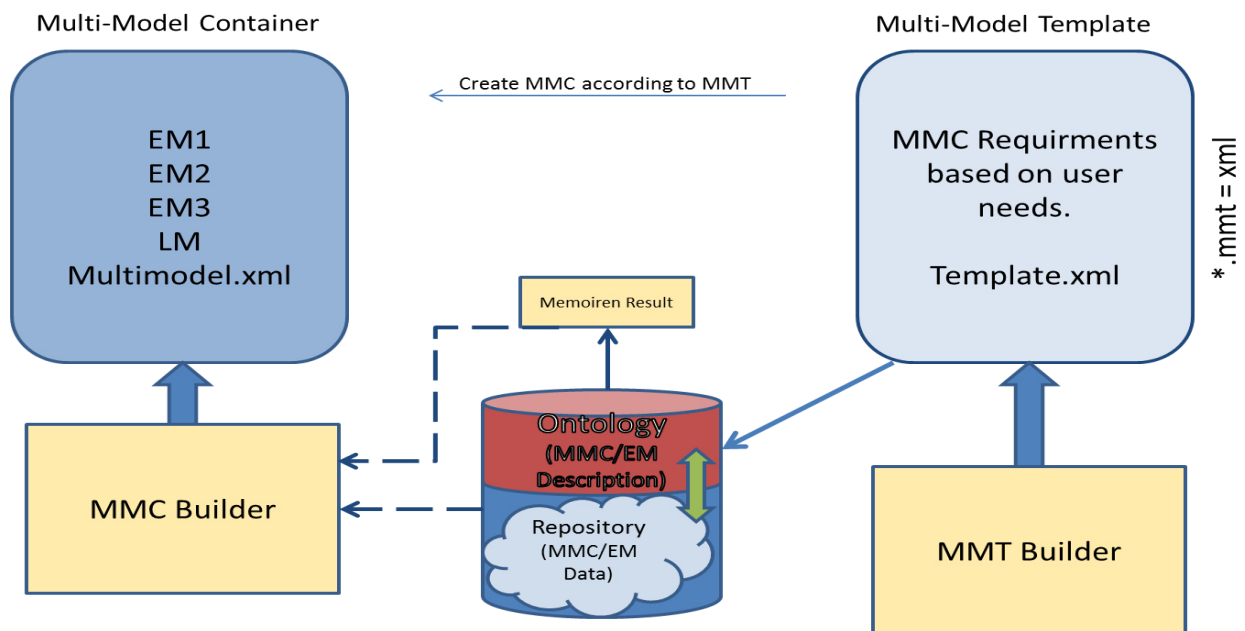 Multi-Model Container
Multi-Model Template
Create MMC according to MMT
EM1
EM2
EM3
LM
Multimodel.xml
MMC Requirments
based on user
needs.
Template.xml
*.mmt = xml
Memoiren Result
Ontology
(MMC/EM
Description)
Repository
(MMC/EM
Data)
MMC Builder
MMT Builder